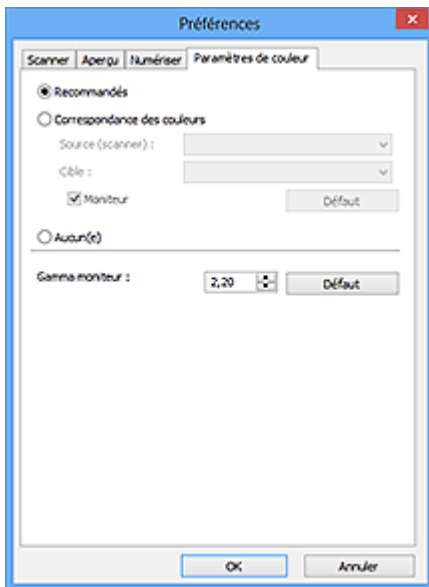 Préférences
Scanner Aperçu Numériser Paramètres de couleur
Recommandés
Correspondance des couleurs
Source (scanner) :
Cible :
Moniteur Défaut
Aucun(e)
Gamma moniteur : 2,20 Défaut
OK Annuler